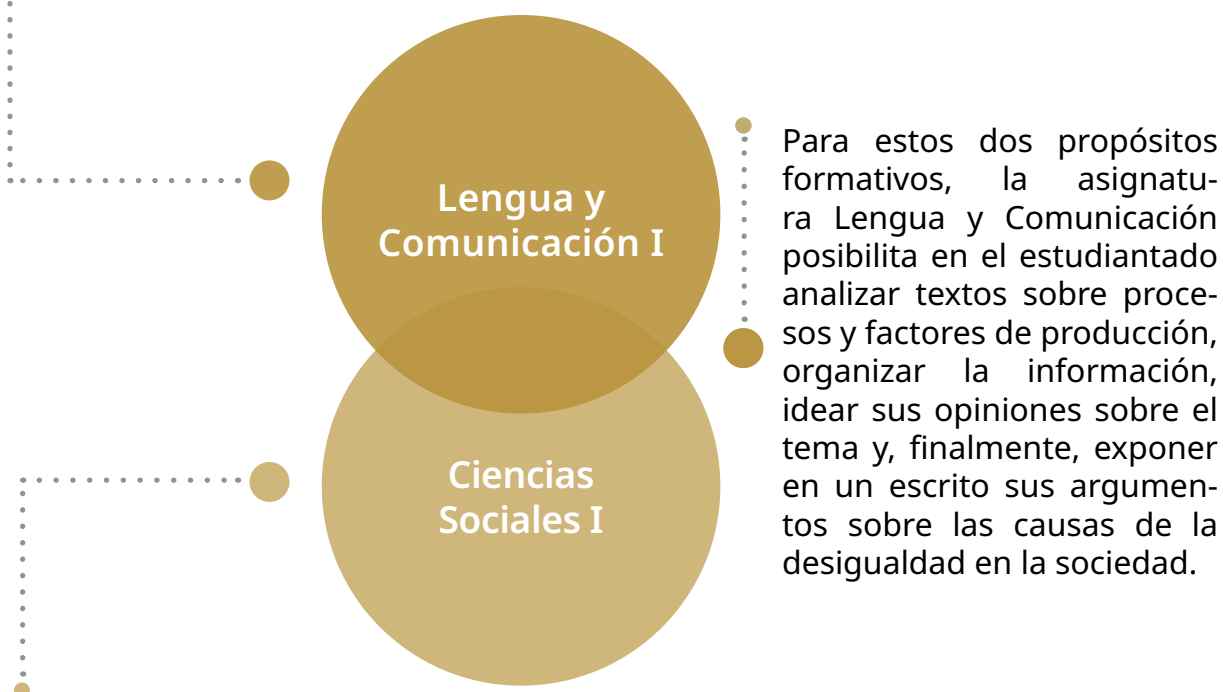 Lengua y
Comunicación I
Ciencias
Sociales I
Para estos dos propósitos
formativos, la asignatu-
ra Lengua y Comunicación
posibilita en el estudiantado
analizar textos sobre proce-
sos y factores de producción,
organizar la información,
idear sus opiniones sobre el
tema y, finalmente, exponer
en un escrito sus argumen-
tos sobre las causas de la
desigualdad en la sociedad.